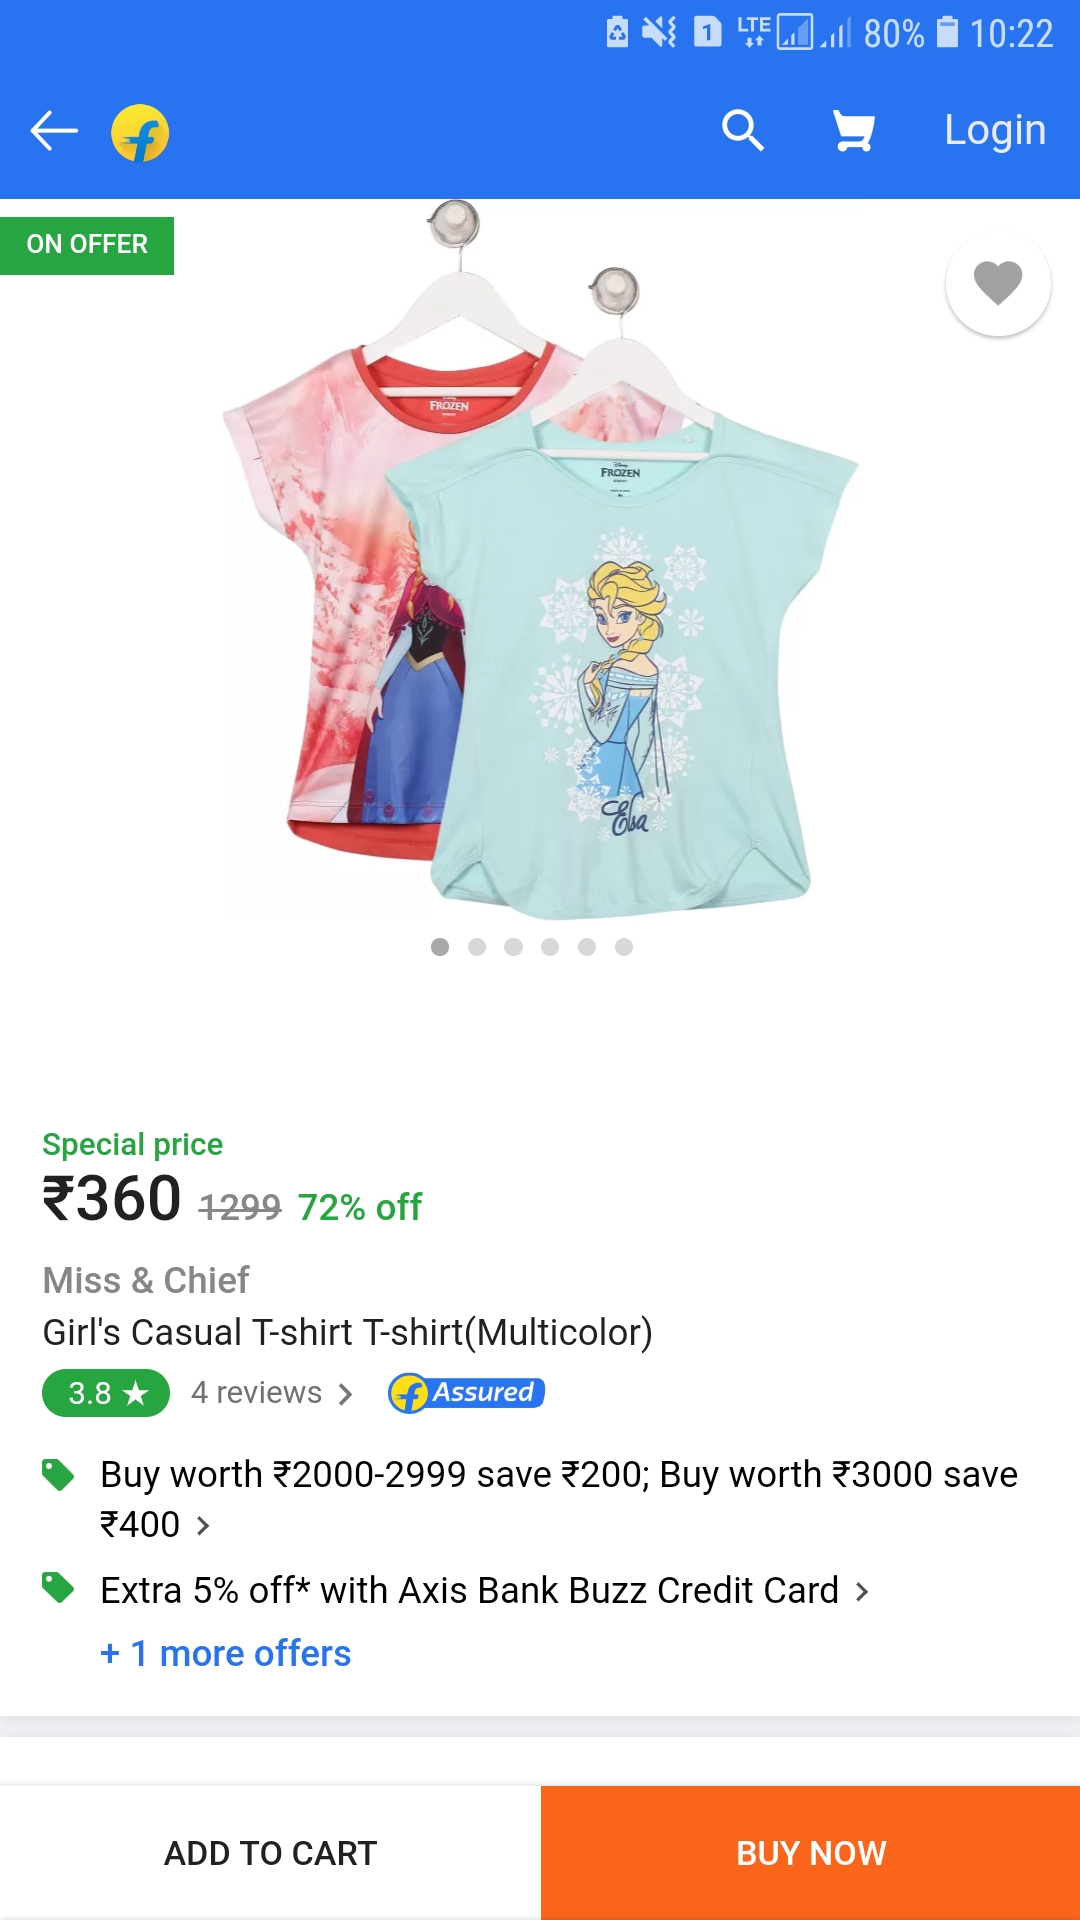 LTE 80% 10:22
1
Login
ON OFFER
FROZEN
Disney
FROZEN
Elsa
Special price
₹360 1299 72% off
Miss & Chief
Girl's Casual T-shirt T-shirt(Multicolor)
3.8 ★ 4 reviews > f Assured
Buy worth ₹2000-2999 save ₹200; Buy worth ₹3000 save
₹400 >
Extra 5% off* with Axis Bank Buzz Credit Card >
+ 1 more offers
ADD TO CART
BUY NOW